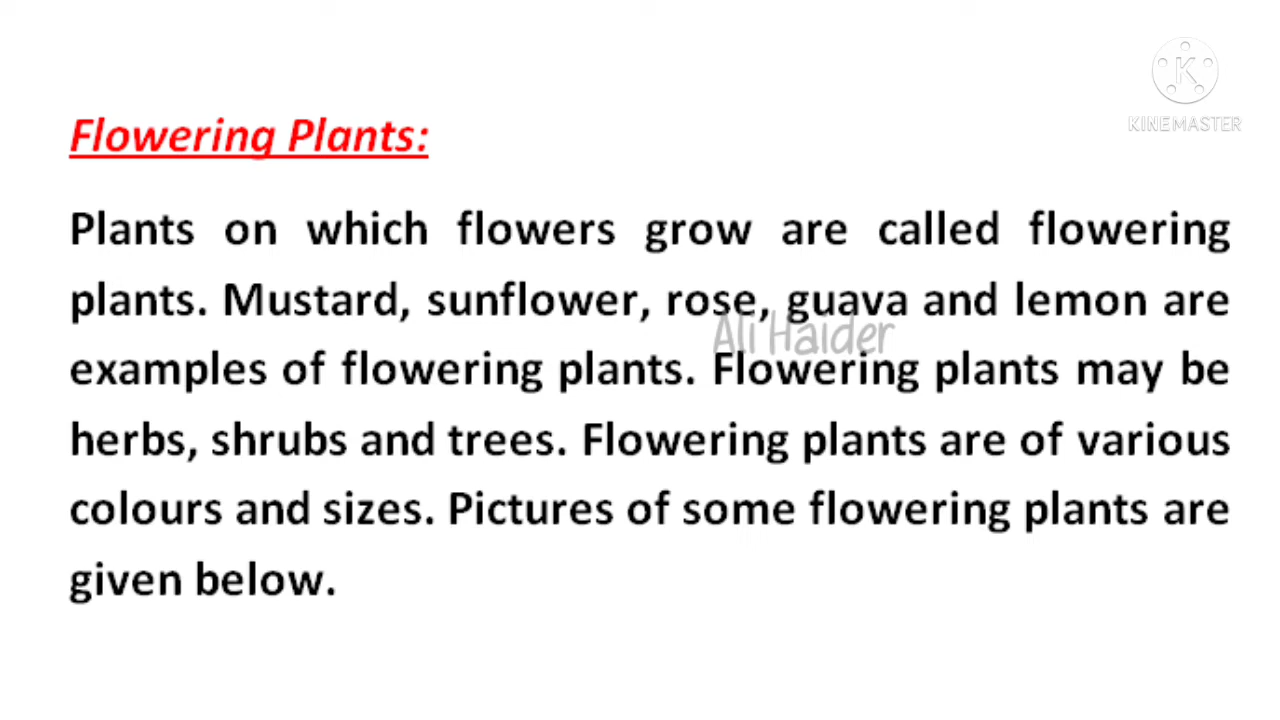 KINEMASTER
Flowering Plants:
Plants on which flowers grow are called flowering
plants. Mustard, sunflower, rose, guava and lemon are
Ali Haider
examples of flowering plants. Flowering plants may be
herbs, shrubs and trees. Flowering plants are of various
colours and sizes. Pictures of some flowering plants are
given below.